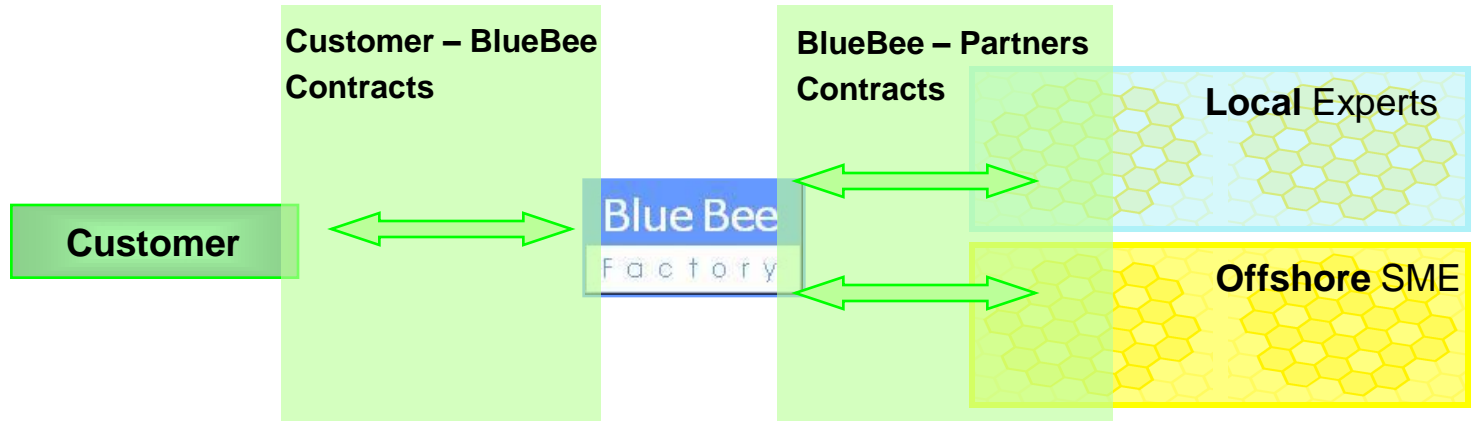 Customer – BlueBee
Contracts
BlueBee – Partners
Contracts
Local Experts
Customer
Blue Bee
Factory
Offshore SME